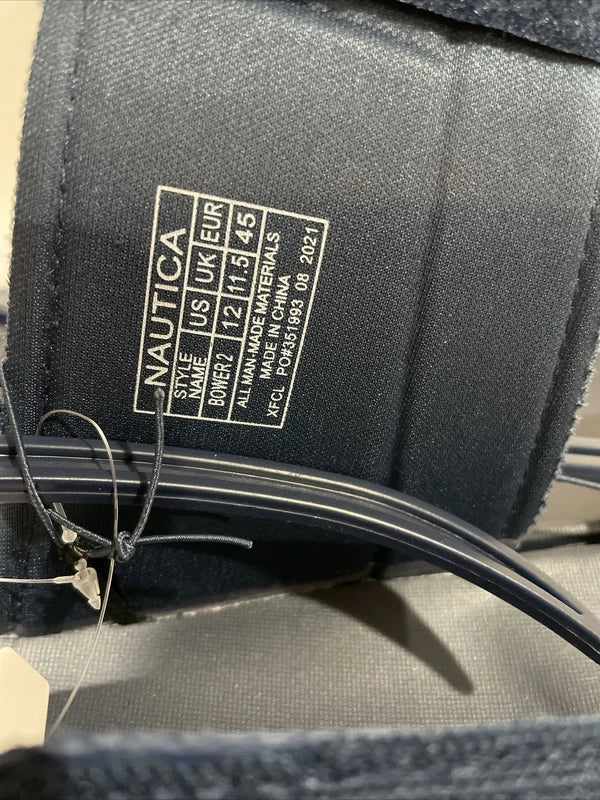 NAUTICA
STYLE NAME US UK EUR
BOWER 2 12 11.5 45
ALL MAN-MADE MATERIALS
MADE IN CHINA
XFCL PO#351993 08 2021